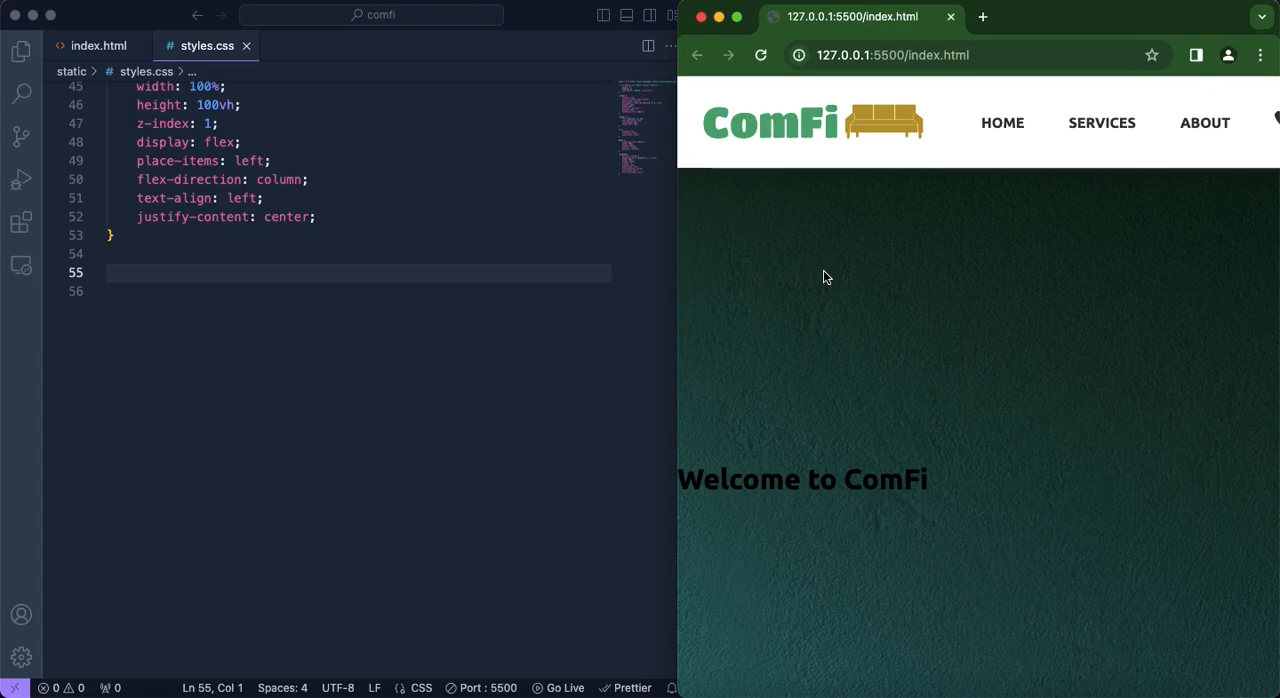 comfi
index.html
# styles.css
static > # styles.css > ...
45 width: 100%;
46 height: 100vh;
47 z-index: 1;
48 display: flex;
49 place-items: left;
50 flex-direction: column;
51 text-align: left;
52 justify-content: center;
53 }
54
55
56
0 0 0 Ln 55, Col 1 Spaces: 4 UTF-8 LF {} CSS Port : 5500 Go Live Prettier
127.0.0.1:5500/index.html
127.0.0.1:5500/index.html
ComFi HOME SERVICES ABOUT
Welcome to ComFi